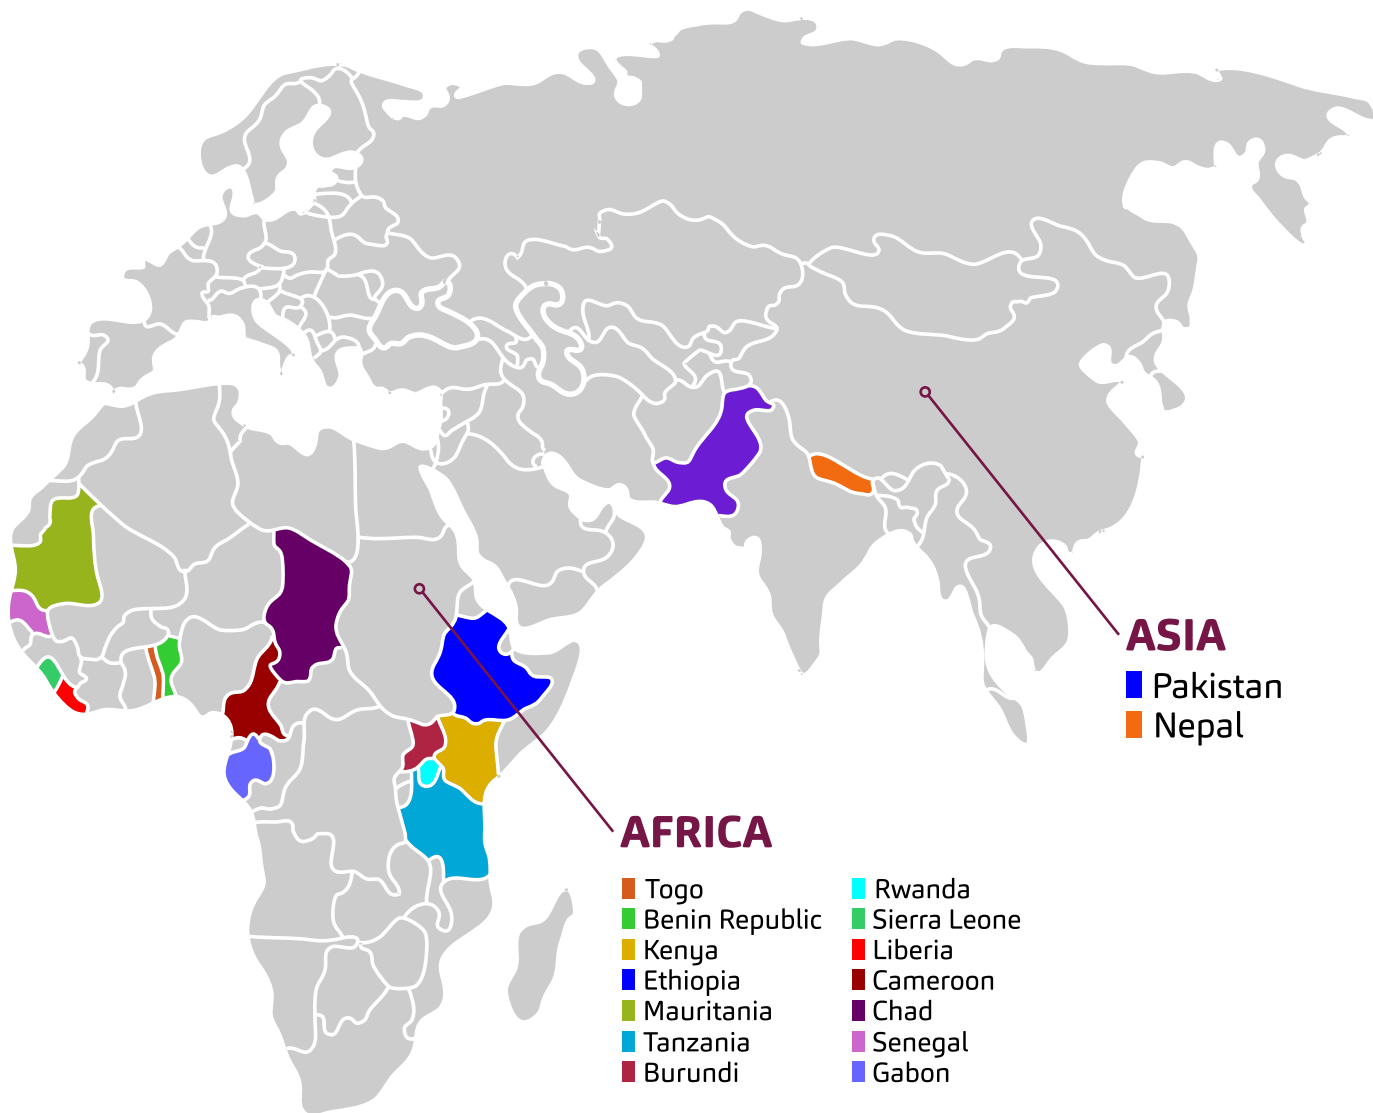 ASIA
Pakistan
Nepal
AFRICA
Togo
Benin Republic
Kenya
Ethiopia
Mauritania
Tanzania
Burundi
Rwanda
Sierra Leone
Liberia
Cameroon
Chad
Senegal
Gabon